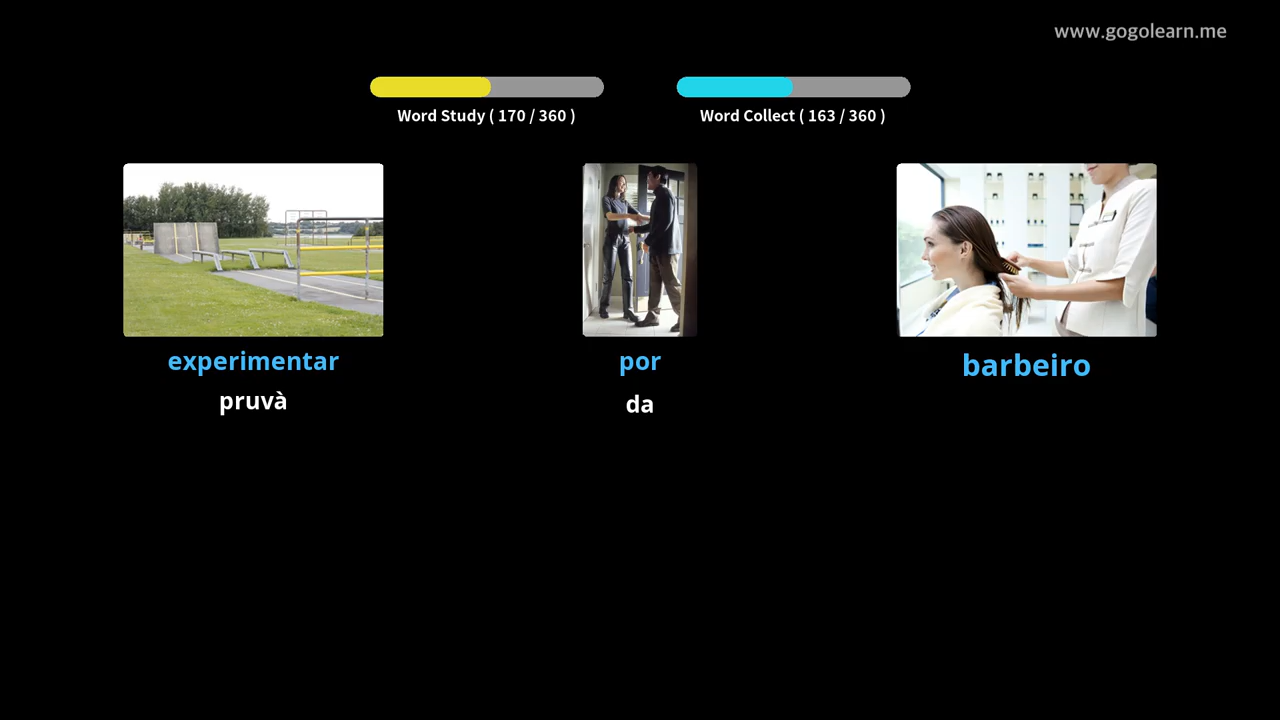 www.gogolearn.me
Word Study ( 170 / 360 )
Word Collect ( 163 / 360 )
experimentar
pruvà
por
da
barbeiro